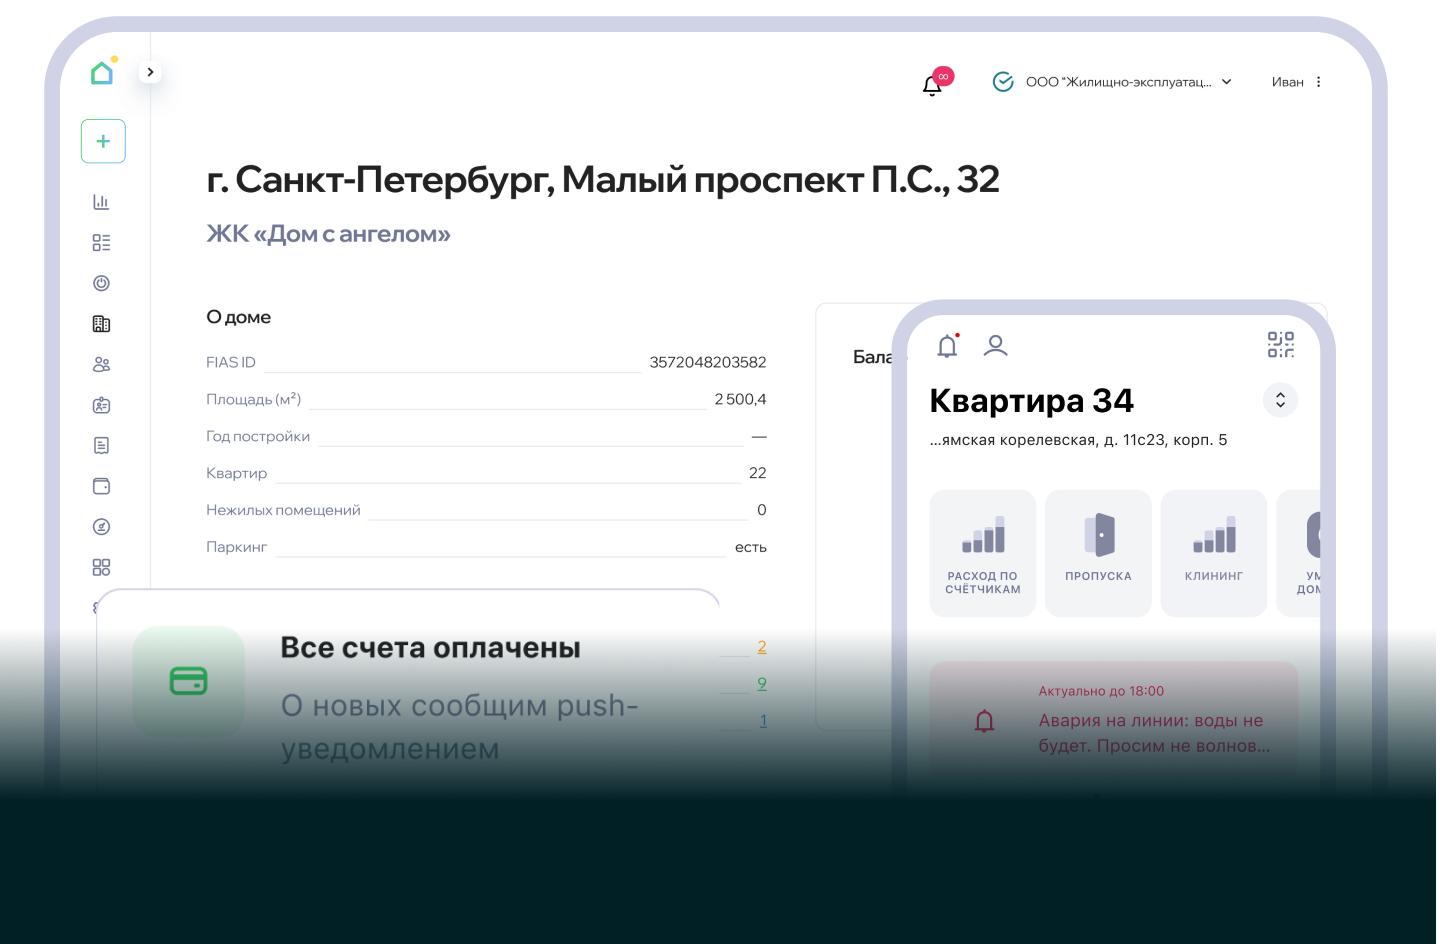 ∞
ООО "Жилищно-эксплуатац...
Иван
г. Санкт-Петербург, Малый проспект П.С., 32
ЖК «Дом с ангелом»
О доме
FIAS ID 3572048203582
Площадь (м²) 2 500,4
Год постройки —
Квартир 22
Нежилых помещений 0
Паркинг есть
2
9
1
Все счета оплачены
О новых сообщим push-
уведомлением
Квартира 34
...ямская корелевская, д. 11с23, корп. 5
РАСХОД ПО
СЧЁТЧИКАМ
ПРОПУСКА
КЛИНИНГ
Актуально до 18:00
Авария на линии: воды не
будет. Просим не волнов...